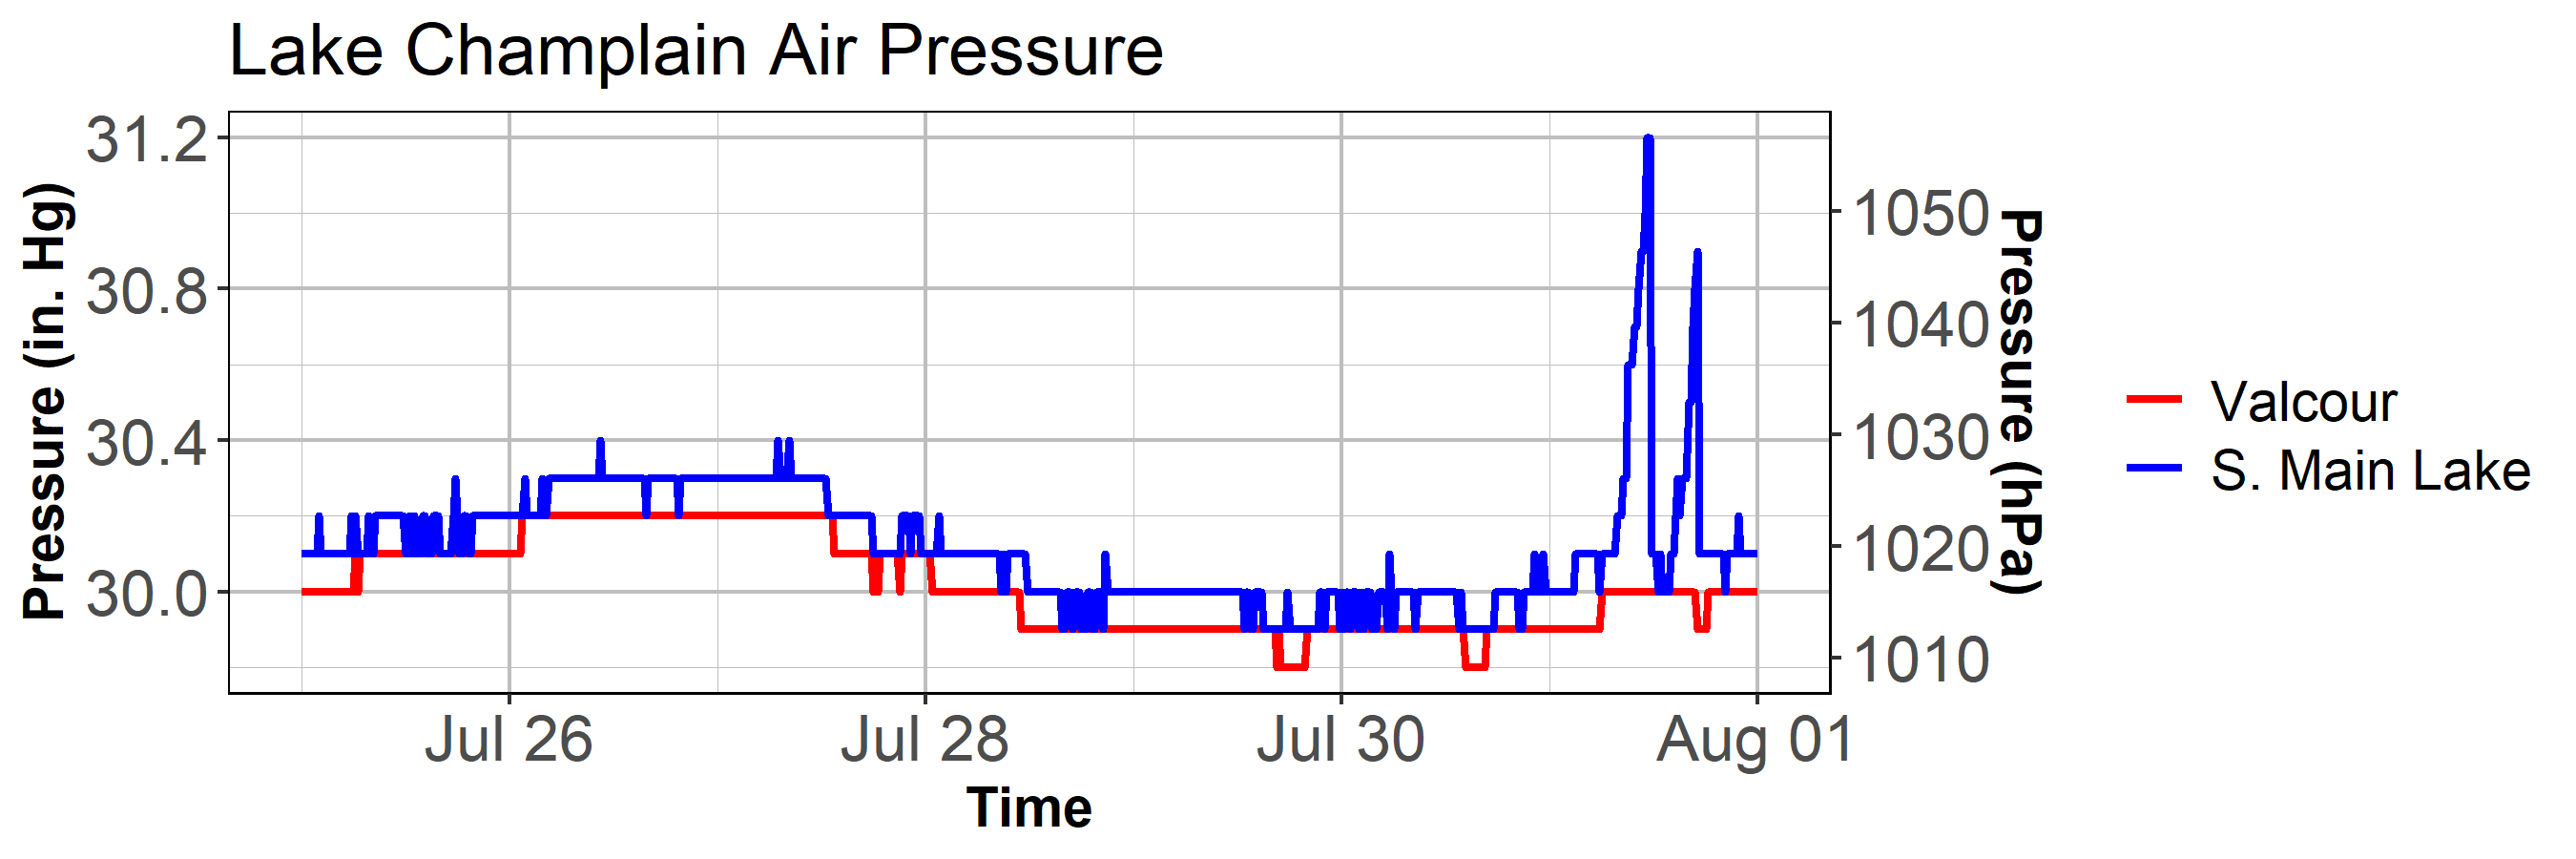 Lake Champlain Air Pressure
31.2
30.8
30.4
30.0
Pressure (in. Hg)
1050
1040
1030
1020
1010
Pressure (hPa)
Jul 26 Jul 28 Jul 30 Aug 01
Time
Valcour
S. Main Lake